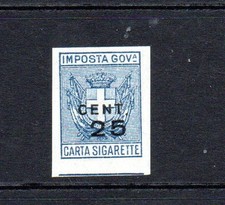 IMPOSTA GOVA
CENT
25
CARTA SIGARETTE